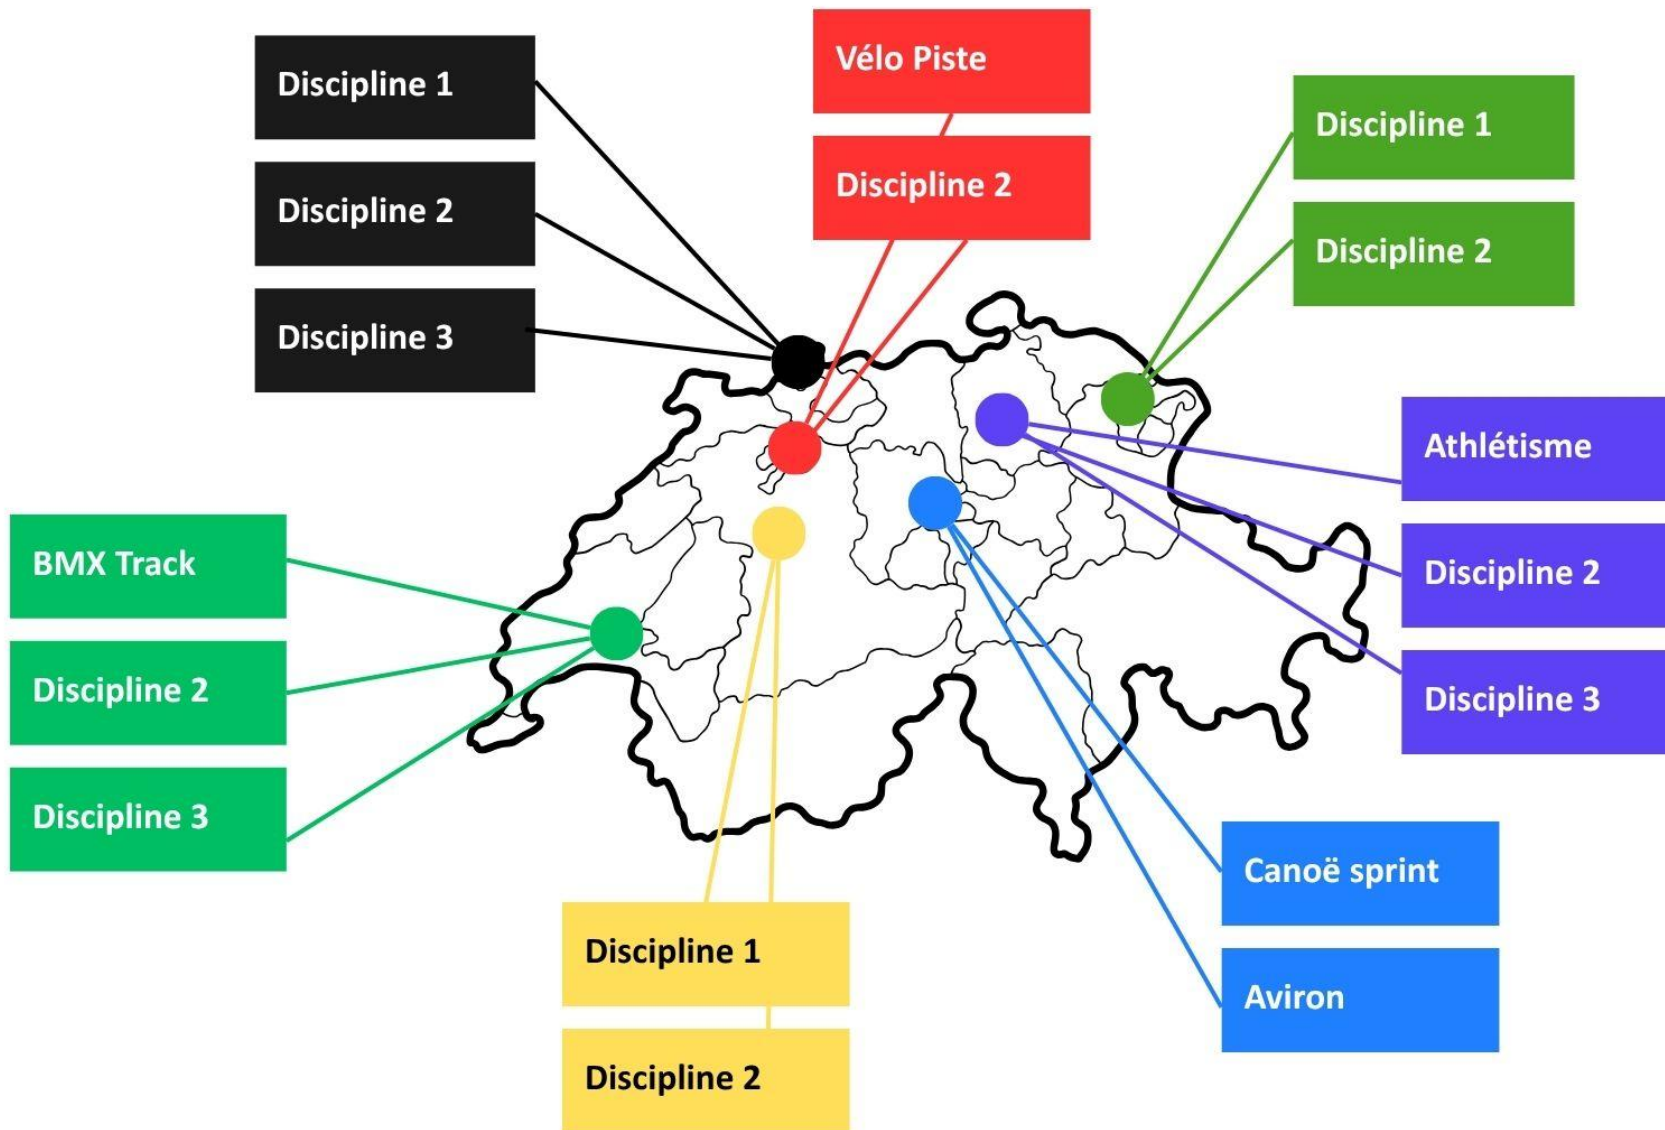 Discipline 1
Discipline 2
Discipline 3
Vélo Piste
Discipline 2
Discipline 1
Discipline 2
Athlétisme
Discipline 2
Discipline 3
BMX Track
Discipline 2
Discipline 3
Discipline 1
Discipline 2
Canoë sprint
Aviron